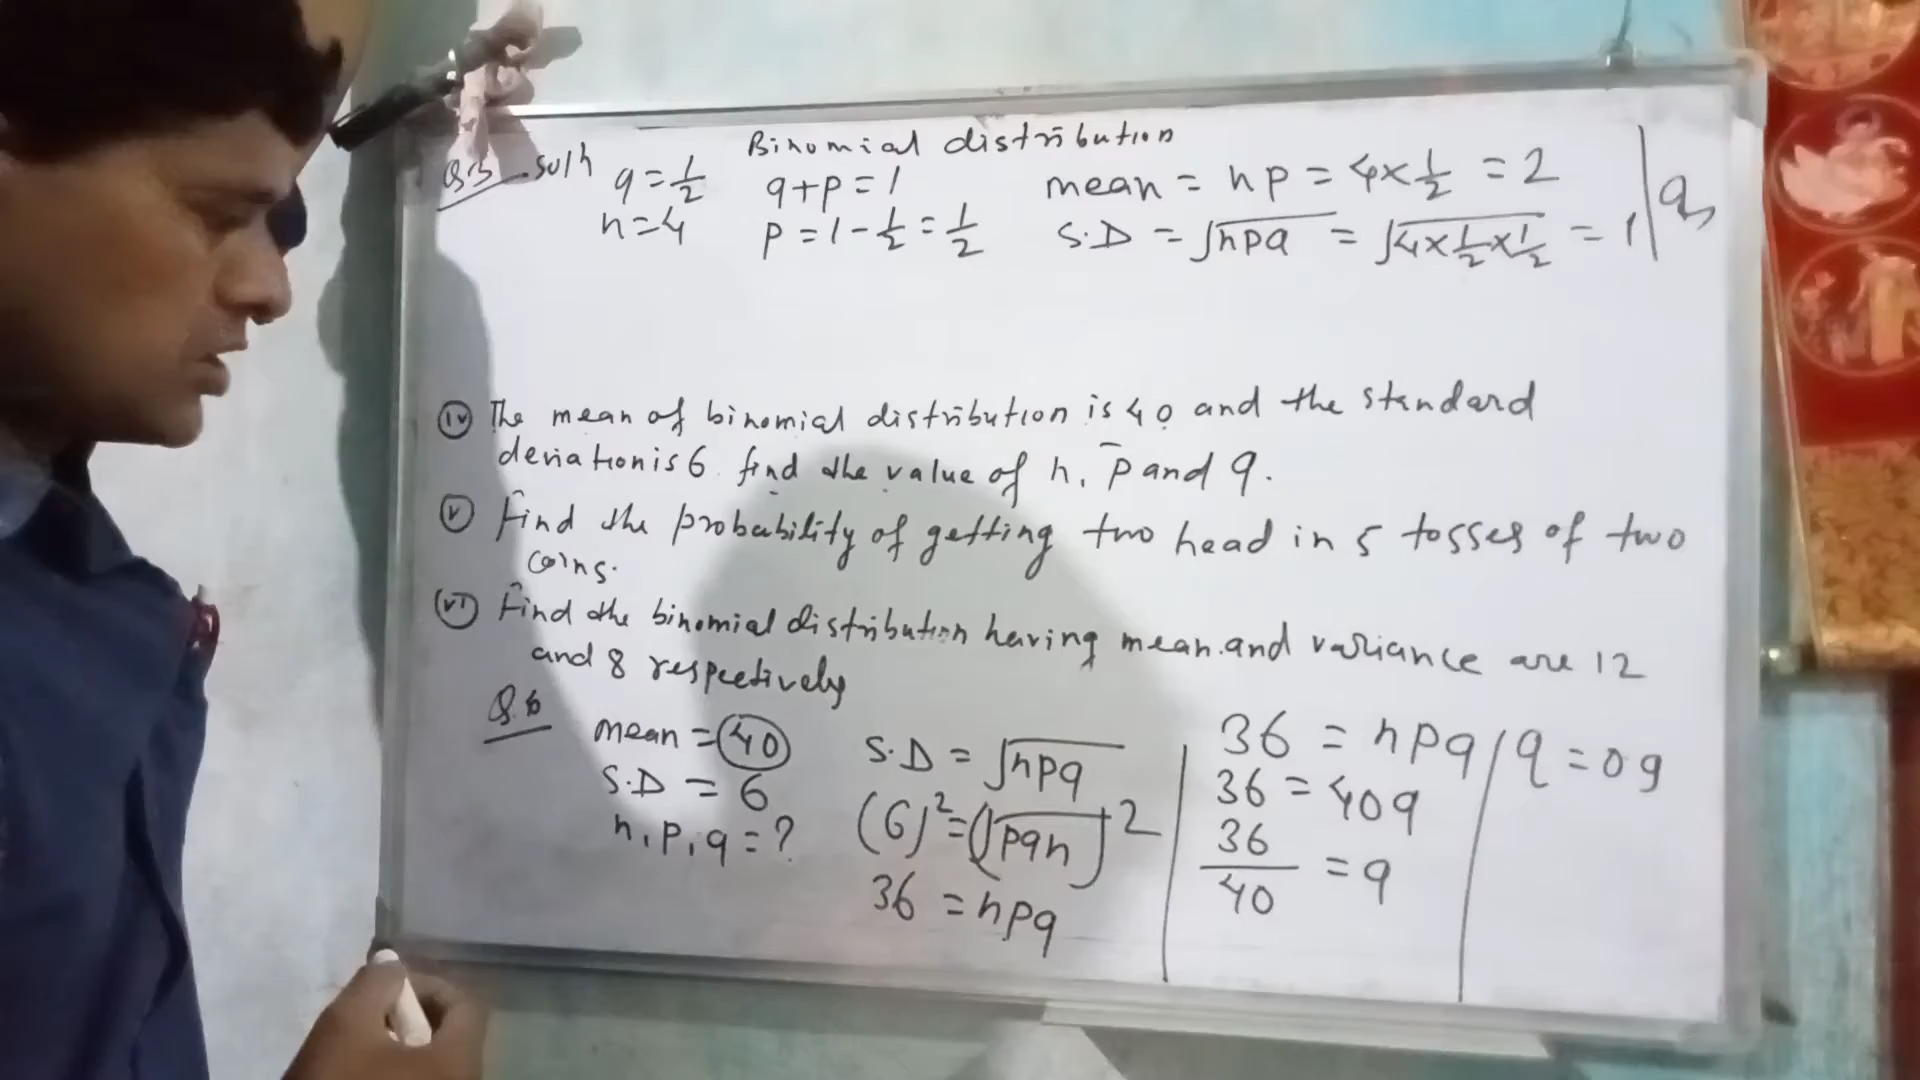 Binomial distribution
Q.3 soln q = 1/2 q+p = 1 mean = np = 4×1/2 = 2
n=4 p = 1-1/2 = 1/2 S.D = √npq = √4×1/2×1/2 = 1
(iv) The mean of binomial distribution is 40 and the standard
deviation is 6 find the value of n, p and q.
(v) Find the probability of getting two head in 5 tosses of two
coins.
(vi) Find the binomial distribution having mean and variance are 12
and 8 respectively
mean = 40 S.D = √npq 36 = npq q = 0.9
S.D = 6 (6)² = (√pqn)² 36 = 40q
n, p, q = ? 36 = npq 36/40 = q